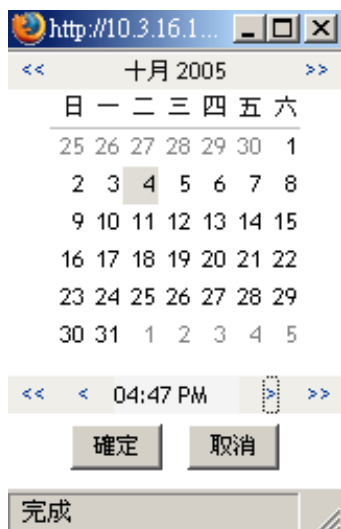 http://10.3.16.1...
<< 十月 2005 >>
日 一 二 三 四 五 六
25 26 27 28 29 30 1
2 3 4 5 6 7 8
9 10 11 12 13 14 15
16 17 18 19 20 21 22
23 24 25 26 27 28 29
30 31 1 2 3 4 5
<< < 04:47 PM > >>
確定 取消
完成